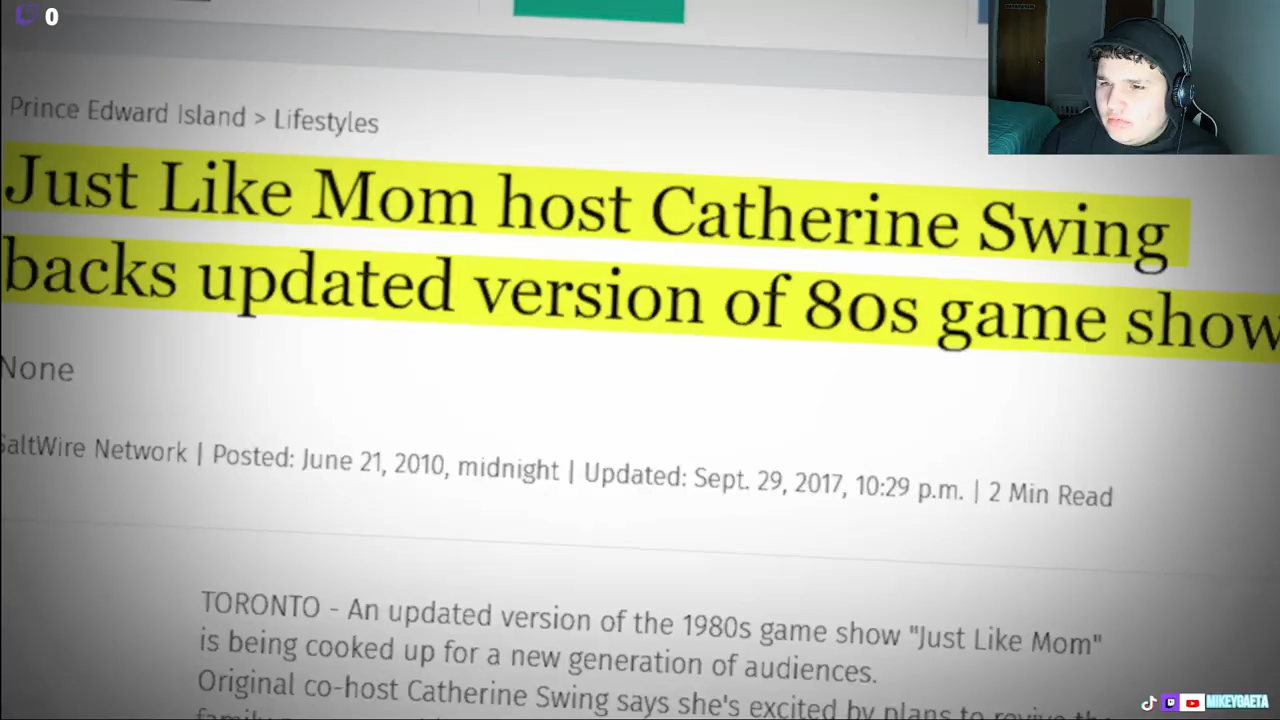 0
Prince Edward Island > Lifestyles
Just Like Mom host Catherine Swing
backs updated version of 80s game show
None
SaltWire Network | Posted: June 21, 2010, midnight | Updated: Sept. 29, 2017, 10:29 p.m. | 2 Min Read
TORONTO - An updated version of the 1980s game show "Just Like Mom"
is being cooked up for a new generation of audiences.
Original co-host Catherine Swing says she's excited by plans to revive the
MIKEYGAETA